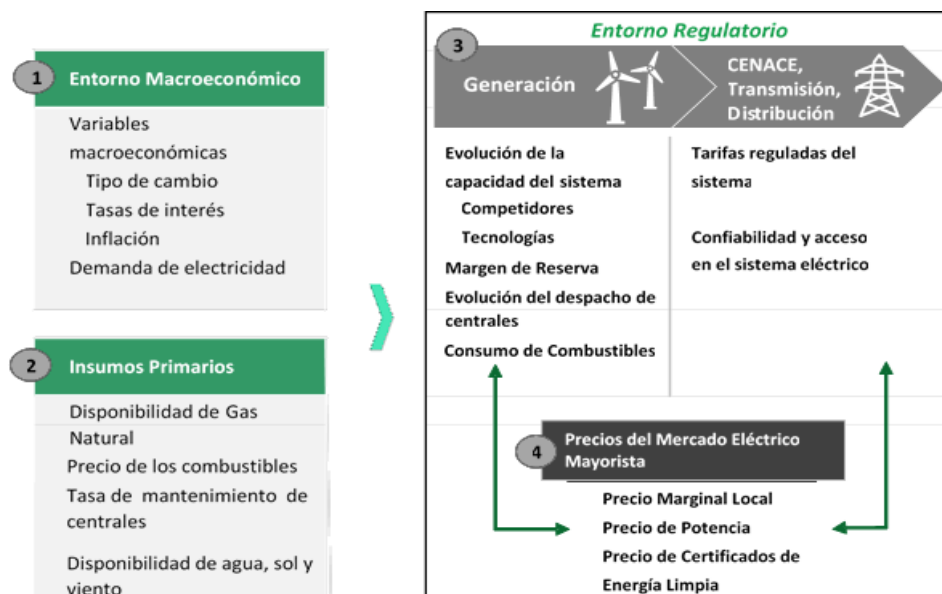 1
Entorno Macroeconómico
Variables
macroeconómicas
Tipo de cambio
Tasas de interés
Inflación
Demanda de electricidad
2
Insumos Primarios
Disponibilidad de Gas
Natural
Precio de los combustibles
Tasa de mantenimiento de
centrales
Disponibilidad de agua, sol y
viento
3
Entorno Regulatorio
Generación
CENACE,
Transmisión,
Distribución
Evolución de la
capacidad del sistema
Competidores
Tecnologías
Margen de Reserva
Evolución del despacho de
centrales
Consumo de Combustibles
Tarifas reguladas del
sistema
Confiabilidad y acceso
en el sistema eléctrico
4
Precios del Mercado Eléctrico
Mayorista
Precio Marginal Local
Precio de Potencia
Precio de Certificados de
Energía Limpia